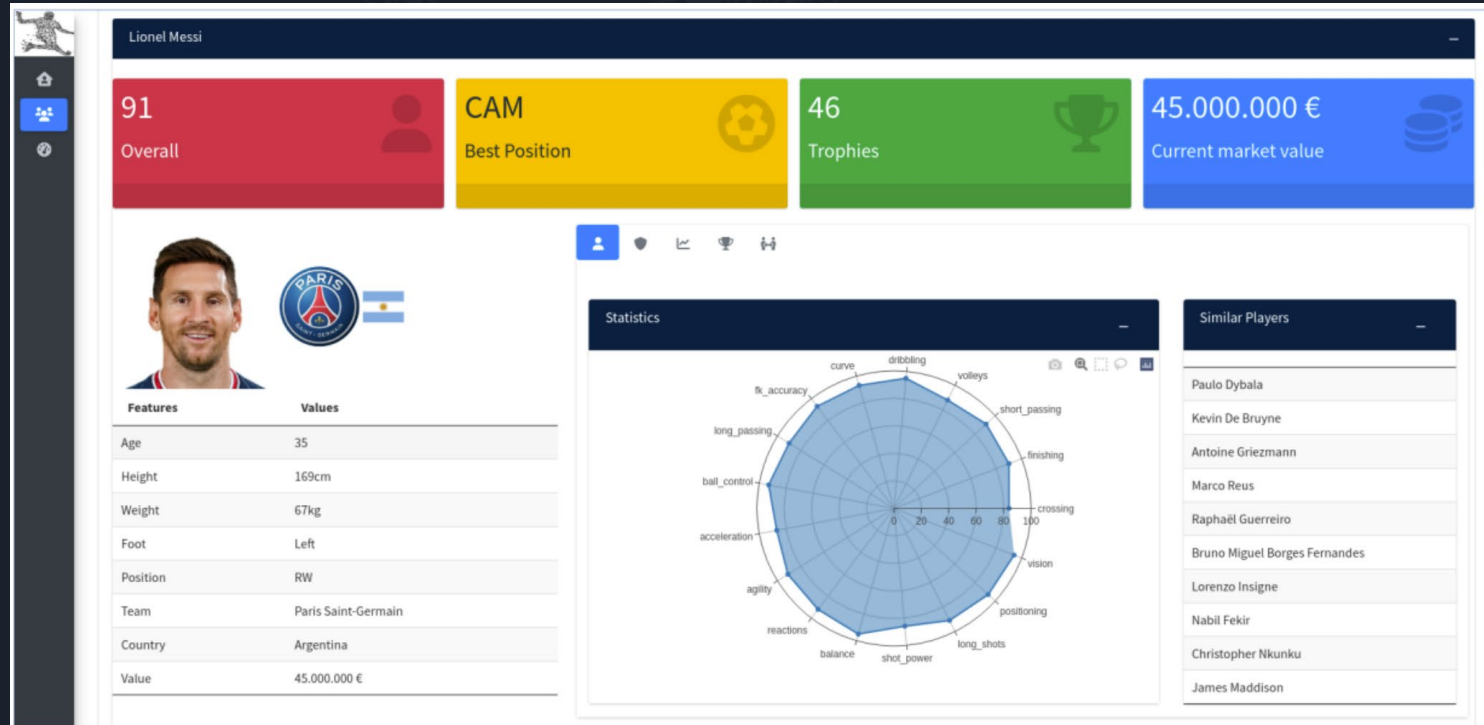 Lionel Messi
91
Overall
CAM
Best Position
46
Trophies
45.000.000 €
Current market value
PARIS
SAINT-GERMAIN
Features Values
Age 35
Height 169cm
Weight 67kg
Foot Left
Position RW
Team Paris Saint-Germain
Country Argentina
Value 45.000.000 €
Statistics
dribbling
curve
volleys
fk_accuracy
short_passing
long_passing
finishing
ball_control
crossing
0 20 40 60 80 100
acceleration
vision
agility
positioning
reactions
long_shots
balance
shot_power
Similar Players
Paulo Dybala
Kevin De Bruyne
Antoine Griezmann
Marco Reus
Raphaël Guerreiro
Bruno Miguel Borges Fernandes
Lorenzo Insigne
Nabil Fekir
Christopher Nkunku
James Maddison